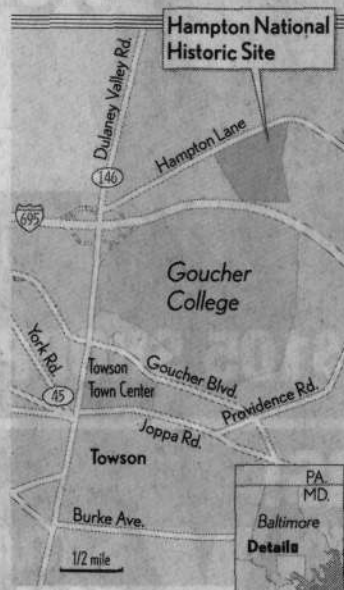 Hampton National
Historic Site
Dulaney Valley Rd.
Hampton Lane
146
695
Goucher
College
York Rd.
Towson
Town Center
Goucher Blvd.
45
Providence Rd.
Joppa Rd.
Towson
PA.
MD.
Burke Ave.
Baltimore
Detail
1/2 mile